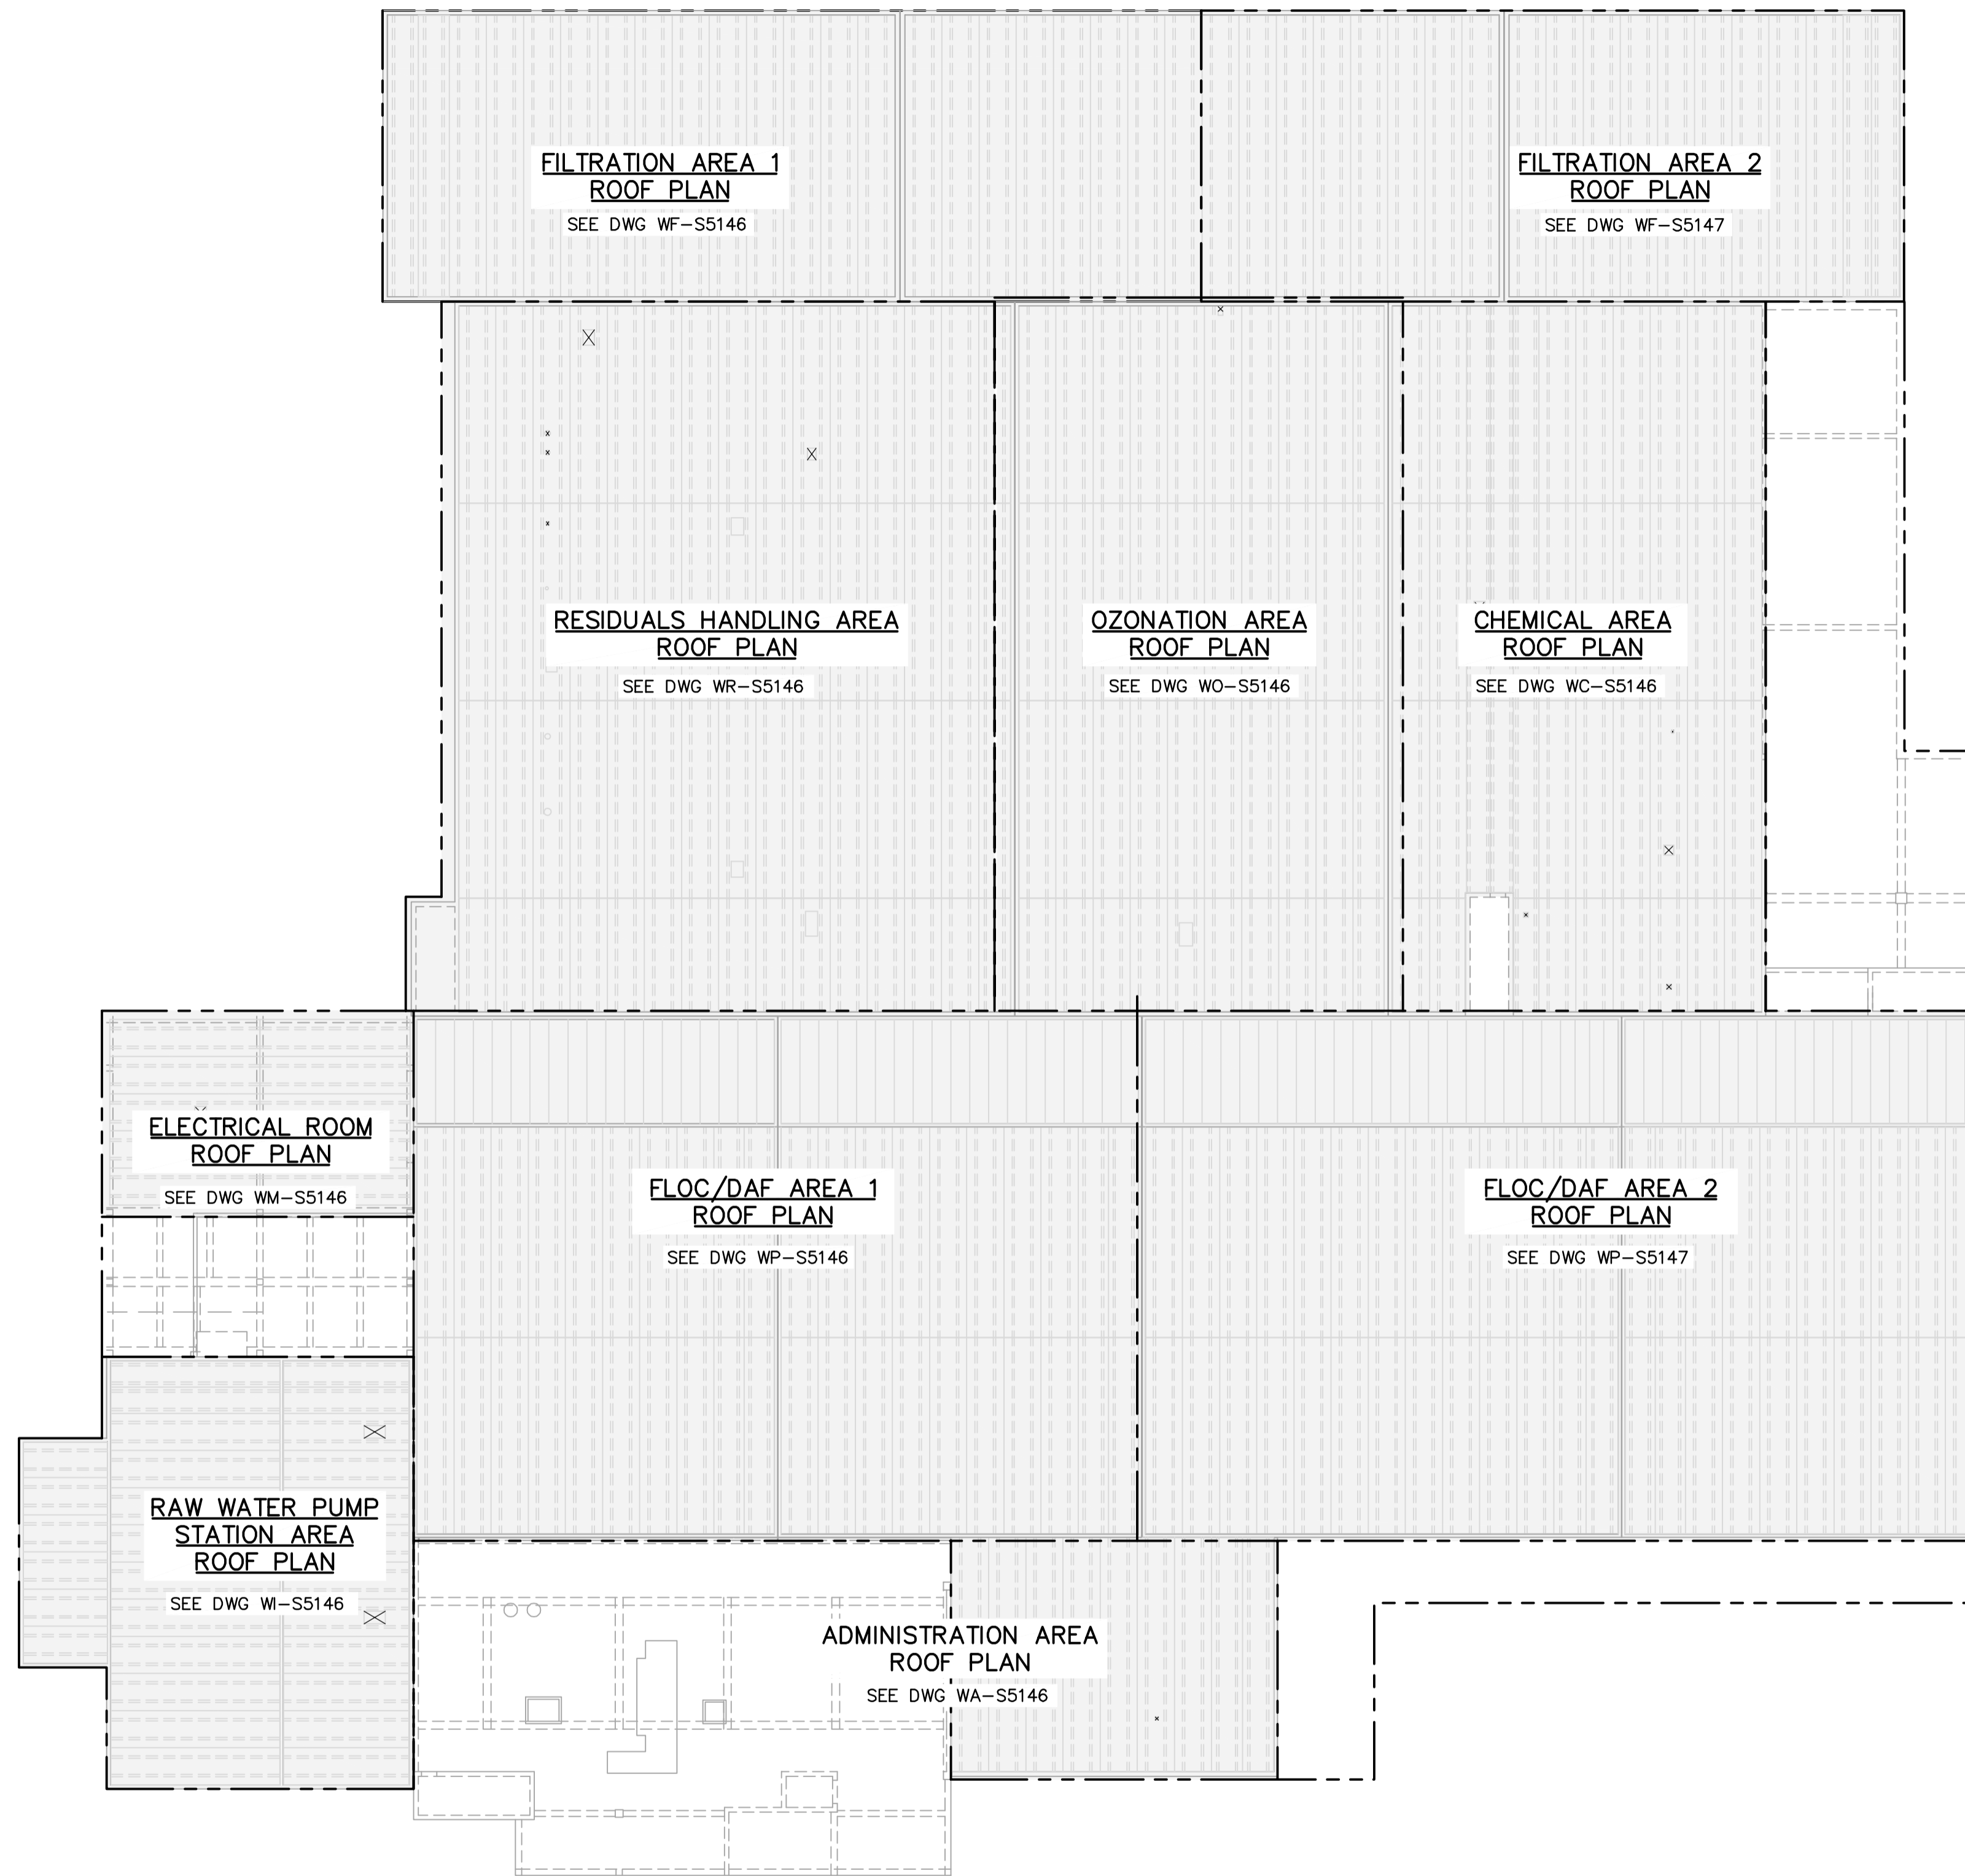 FILTRATION AREA 1
ROOF PLAN
SEE DWG WF-S5146
FILTRATION AREA 2
ROOF PLAN
SEE DWG WF-S5147
RESIDUALS HANDLING AREA
ROOF PLAN
SEE DWG WR-S5146
OZONATION AREA
ROOF PLAN
SEE DWG WO-S5146
CHEMICAL AREA
ROOF PLAN
SEE DWG WC-S5146
ELECTRICAL ROOM
ROOF PLAN
SEE DWG WM-S5146
FLOC/DAF AREA 1
ROOF PLAN
SEE DWG WP-S5146
FLOC/DAF AREA 2
ROOF PLAN
SEE DWG WP-S5147
RAW WATER PUMP
STATION AREA
ROOF PLAN
SEE DWG WI-S5146
ADMINISTRATION AREA
ROOF PLAN
SEE DWG WA-S5146